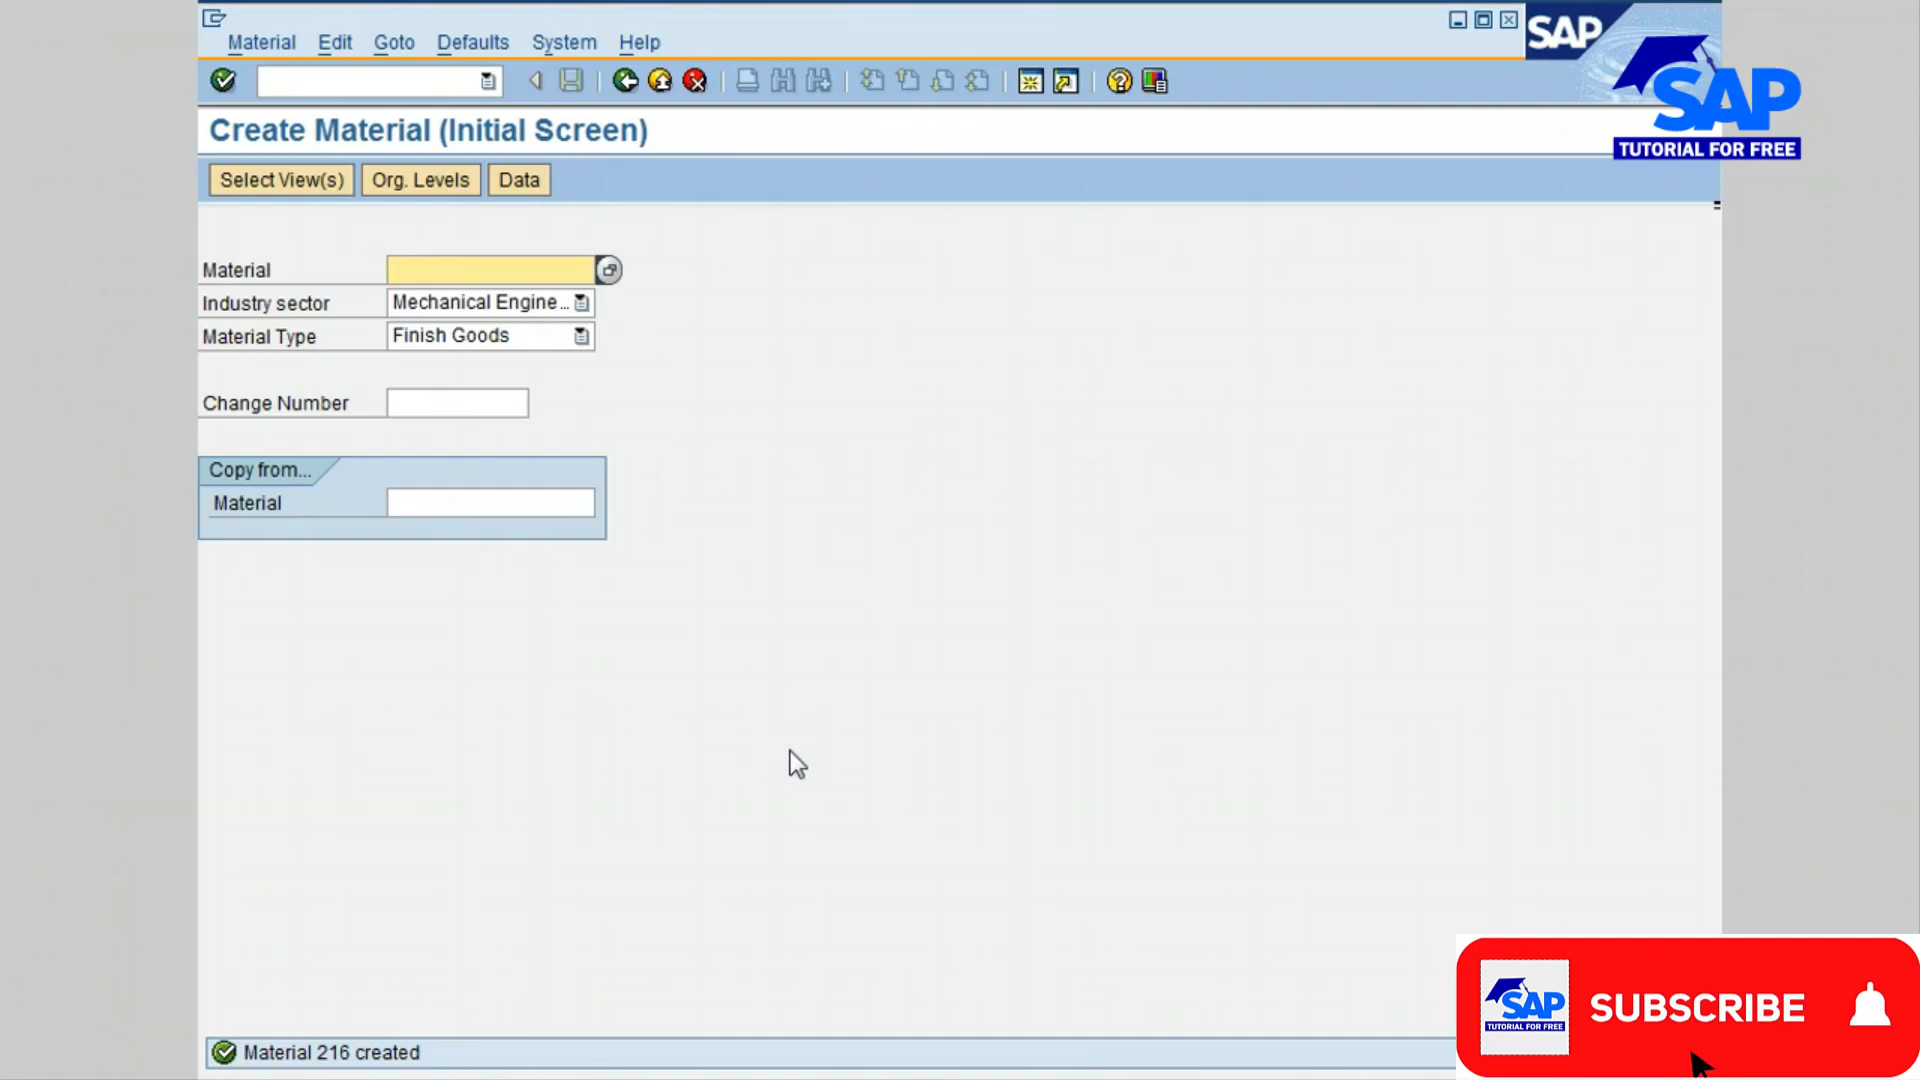 Material Edit Goto Defaults System Help
SAP
SAP
TUTORIAL FOR FREE
Create Material (Initial Screen)
Select View(s) Org. Levels Data
Material
Industry sector Mechanical Engine...
Material Type Finish Goods
Change Number
Copy from...
Material
SAP
TUTORIAL FOR FREE
SUBSCRIBE
Material 216 created